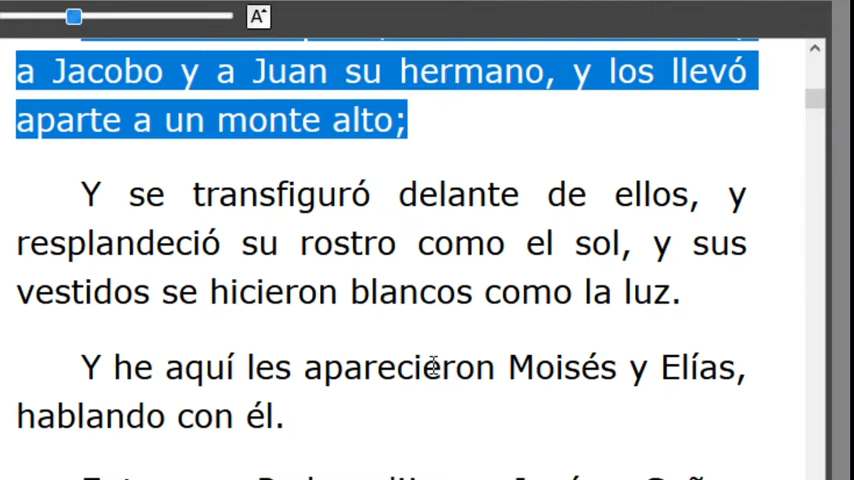 A
a Jacobo y a Juan su hermano, y los llevó
aparte a un monte alto;
Y se transfiguró delante de ellos, y
resplandeció su rostro como el sol, y sus
vestidos se hicieron blancos como la luz.
Y he aquí les aparecieron Moisés y Elías,
hablando con él.